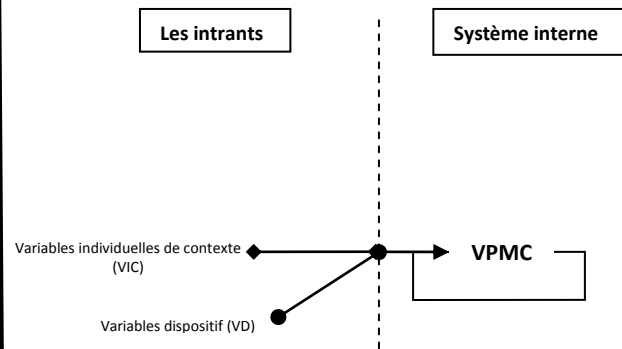 Les intrants
Système interne
Variables individuelles de contexte
(VIC)
VPMC
Variables dispositif (VD)